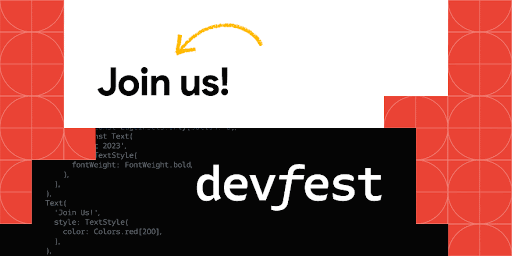 Join us!
devfest
nst Text(
2023',
TextStyle(
fontWeight: FontWeight.bold,
),
),
),
Text(
'Join Us!',
style: TextStyle(
color: Colors.red[200],
),
),